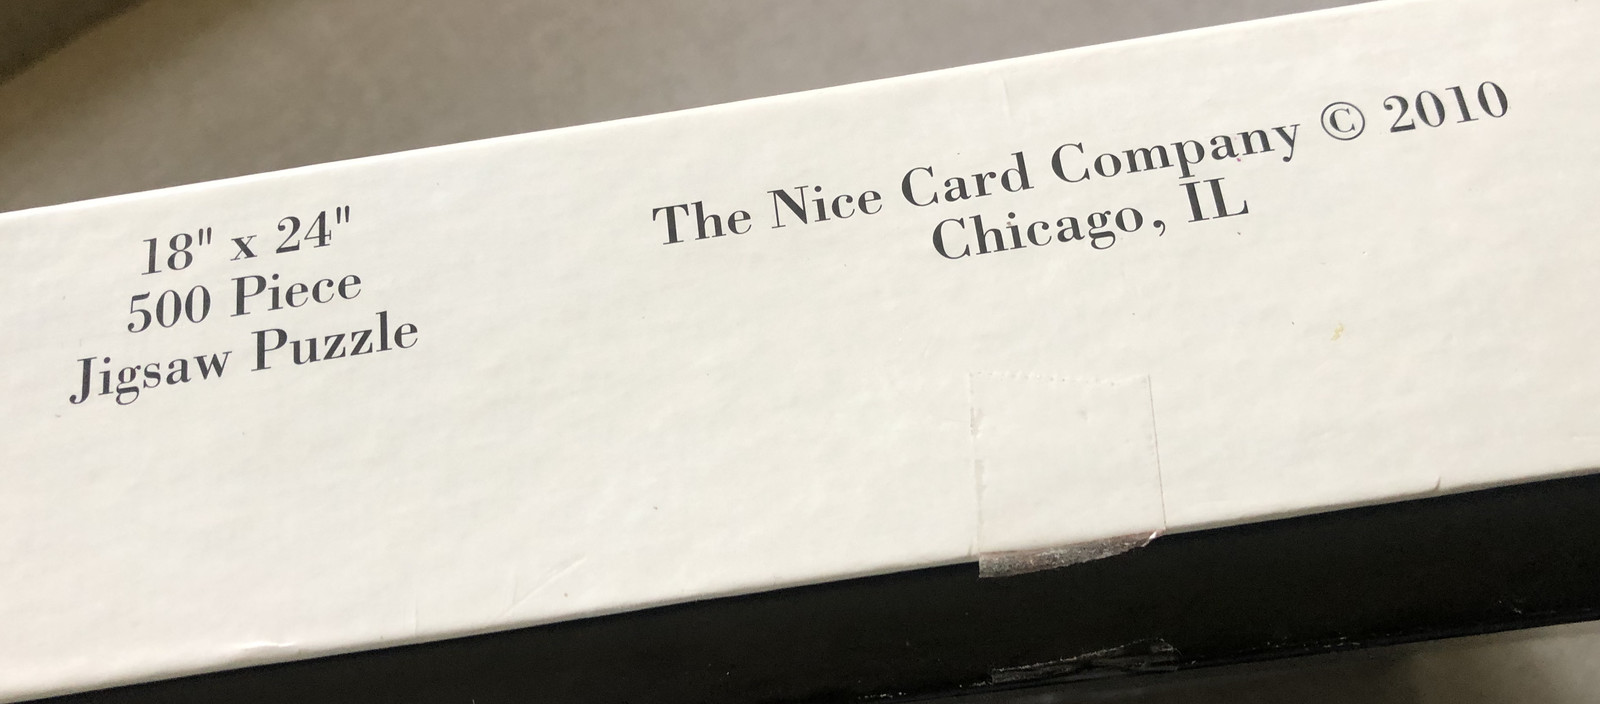 18" x 24"
500 Piece
Jigsaw Puzzle
The Nice Card Company © 2010
Chicago, IL